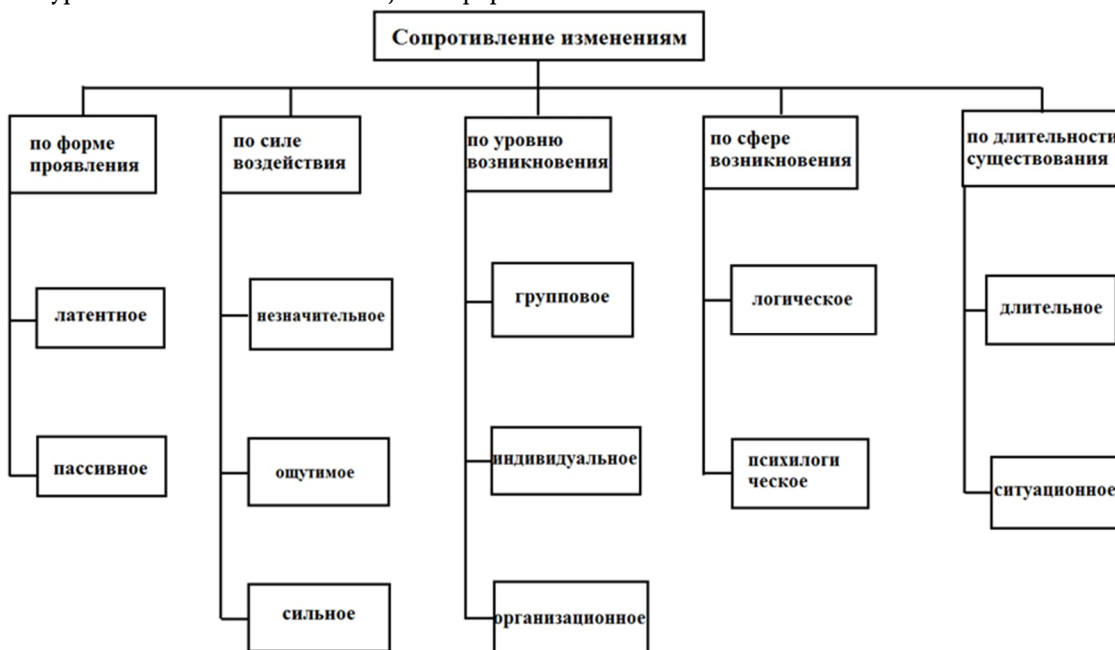 Сопротивление изменениям
по форме
проявления
по силе
воздействия
по уровню
возникновения
по сфере
возникновения
по длительности
существования
латентное
незначительное
групповое
логическое
длительное
пассивное
ощутимое
индивидуальное
психилоги
ческое
ситуационное
сильное
организационное